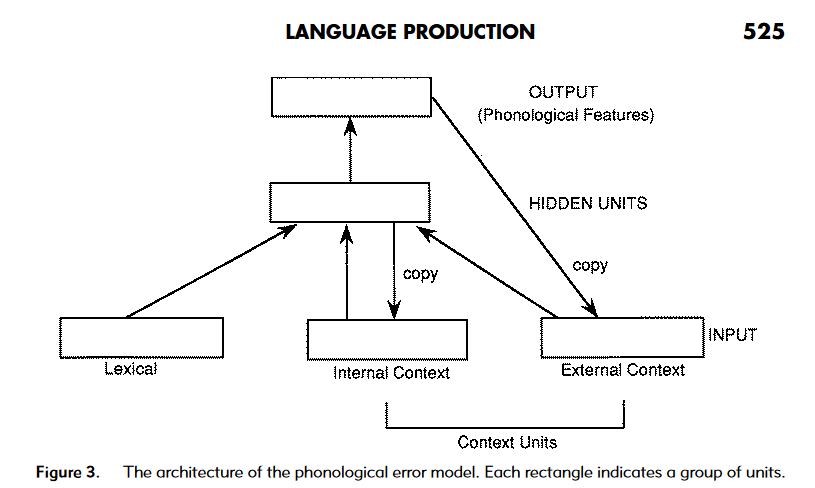 LANGUAGE PRODUCTION 525
OUTPUT
(Phonological Features)
HIDDEN UNITS
copy
copy
INPUT
Lexical
Internal Context
External Context
Context Units
Figure 3. The architecture of the phonological error model. Each rectangle indicates a group of units.